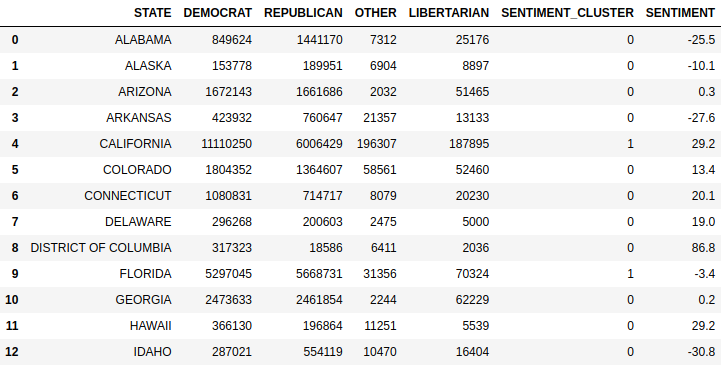 STATE DEMOCRAT REPUBLICAN OTHER LIBERTARIAN SENTIMENT_CLUSTER SENTIMENT
0 ALABAMA 849624 1441170 7312 25176 0 -25.5
1 ALASKA 153778 189951 6904 8897 0 -10.1
2 ARIZONA 1672143 1661686 2032 51465 0 0.3
3 ARKANSAS 423932 760647 21357 13133 0 -27.6
4 CALIFORNIA 11110250 6006429 196307 187895 1 29.2
5 COLORADO 1804352 1364607 58561 52460 0 13.4
6 CONNECTICUT 1080831 714717 8079 20230 0 20.1
7 DELAWARE 296268 200603 2475 5000 0 19.0
8 DISTRICT OF COLUMBIA 317323 18586 6411 2036 0 86.8
9 FLORIDA 5297045 5668731 31356 70324 1 -3.4
10 GEORGIA 2473633 2461854 2244 62229 0 0.2
11 HAWAII 366130 196864 11251 5539 0 29.2
12 IDAHO 287021 554119 10470 16404 0 -30.8